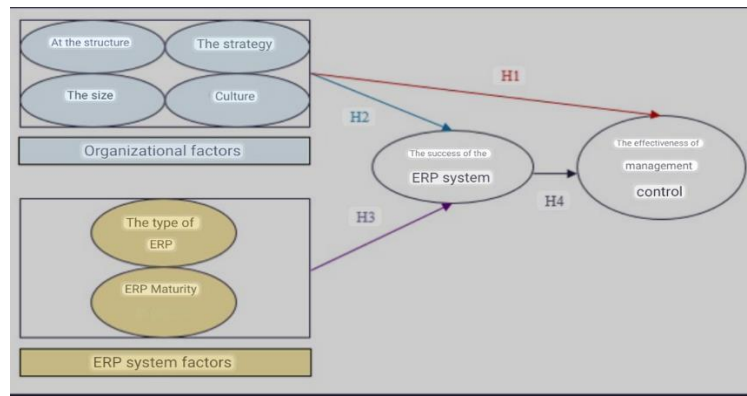 At the structure
The strategy
The size
Culture
Organizational factors
H1
H2
The success of the
ERP system
The effectiveness of
management
control
H4
H3
The type of
ERP
ERP Maturity
ERP system factors